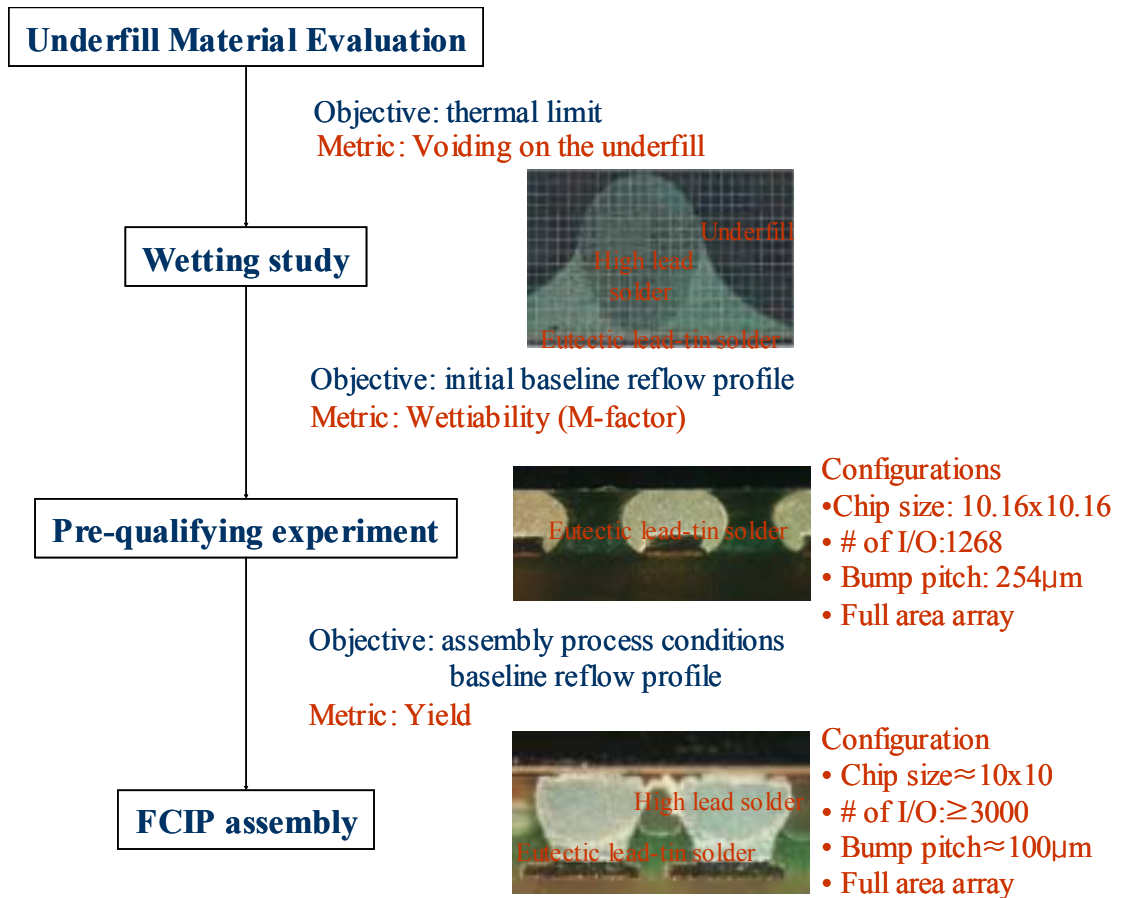 Underfill Material Evaluation
Objective: thermal limit
Metric: Voiding on the underfill
Underfill
High lead
solder
Eutectic lead-tin solder
Wetting study
Objective: initial baseline reflow profile
Metric: Wettiability (M-factor)
Eutectic lead-tin solder
Configurations
•Chip size: 10.16x10.16
• # of I/O:1268
• Bump pitch: 254μm
• Full area array
Pre-qualifying experiment
Objective: assembly process conditions
baseline reflow profile
Metric: Yield
High lead solder
Eutectic lead-tin solder
Configuration
• Chip size≈10x10
• # of I/O:≥3000
• Bump pitch≈100μm
• Full area array
FCIP assembly